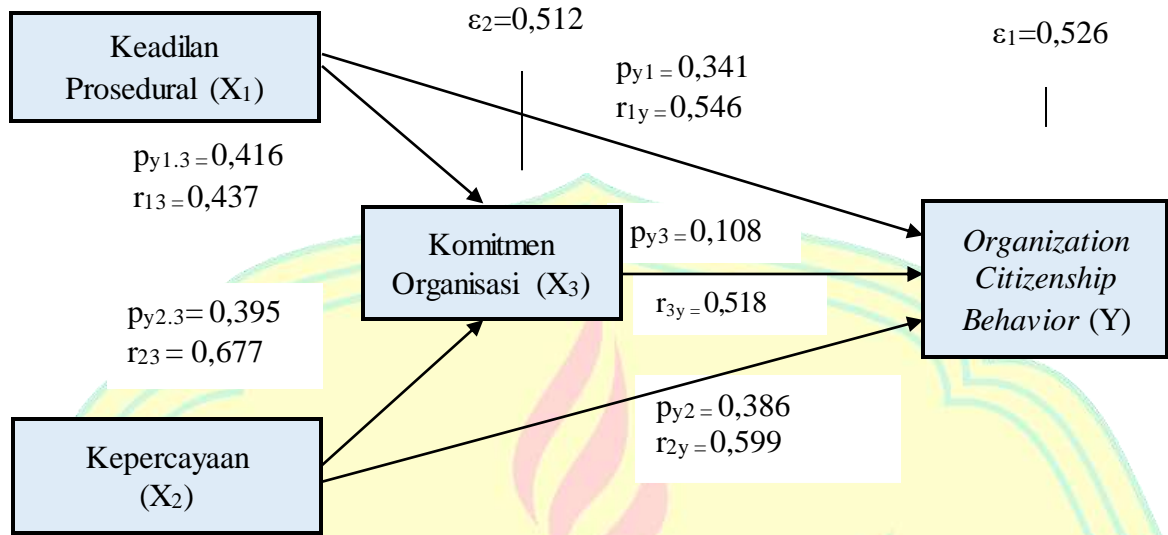 ε2=0,512
ε1=0,526
Keadilan
Prosedural (X1)
py1 = 0,341
r1y = 0,546
py1.3 = 0,416
r13 = 0,437
Komitmen
Organisasi (X3)
py3 = 0,108
r3y = 0,518
Organization
Citizenship
Behavior (Y)
py2.3= 0,395
r23 = 0,677
py2 = 0,386
r2y = 0,599
Kepercayaan
(X2)